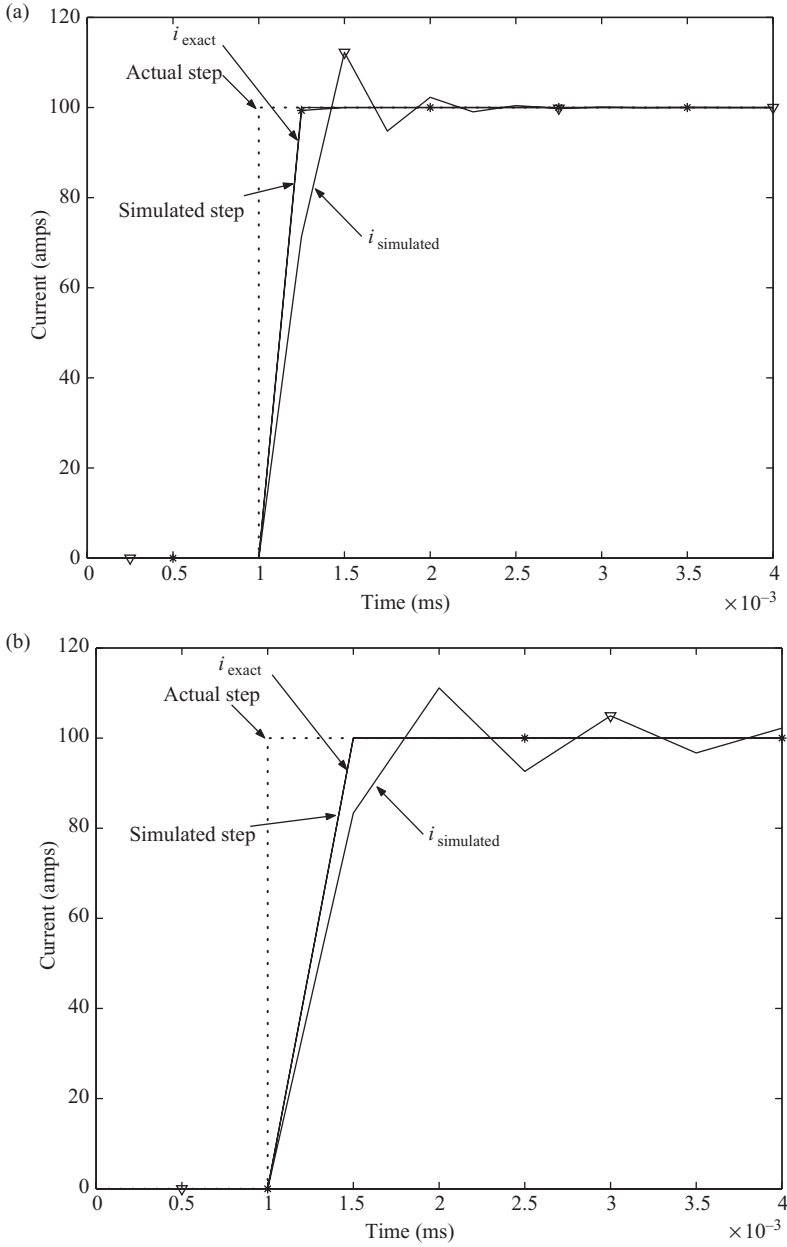 (a)
120
100
80
60
40
20
0
Current (amps)
i exact
Actual step
Simulated step
i simulated
0 0.5 1 1.5 2 2.5 3 3.5 4
Time (ms)
×10–3
(b)
120
100
80
60
40
20
0
Current (amps)
i exact
Actual step
Simulated step
i simulated
0 0.5 1 1.5 2 2.5 3 3.5 4
Time (ms)
×10–3